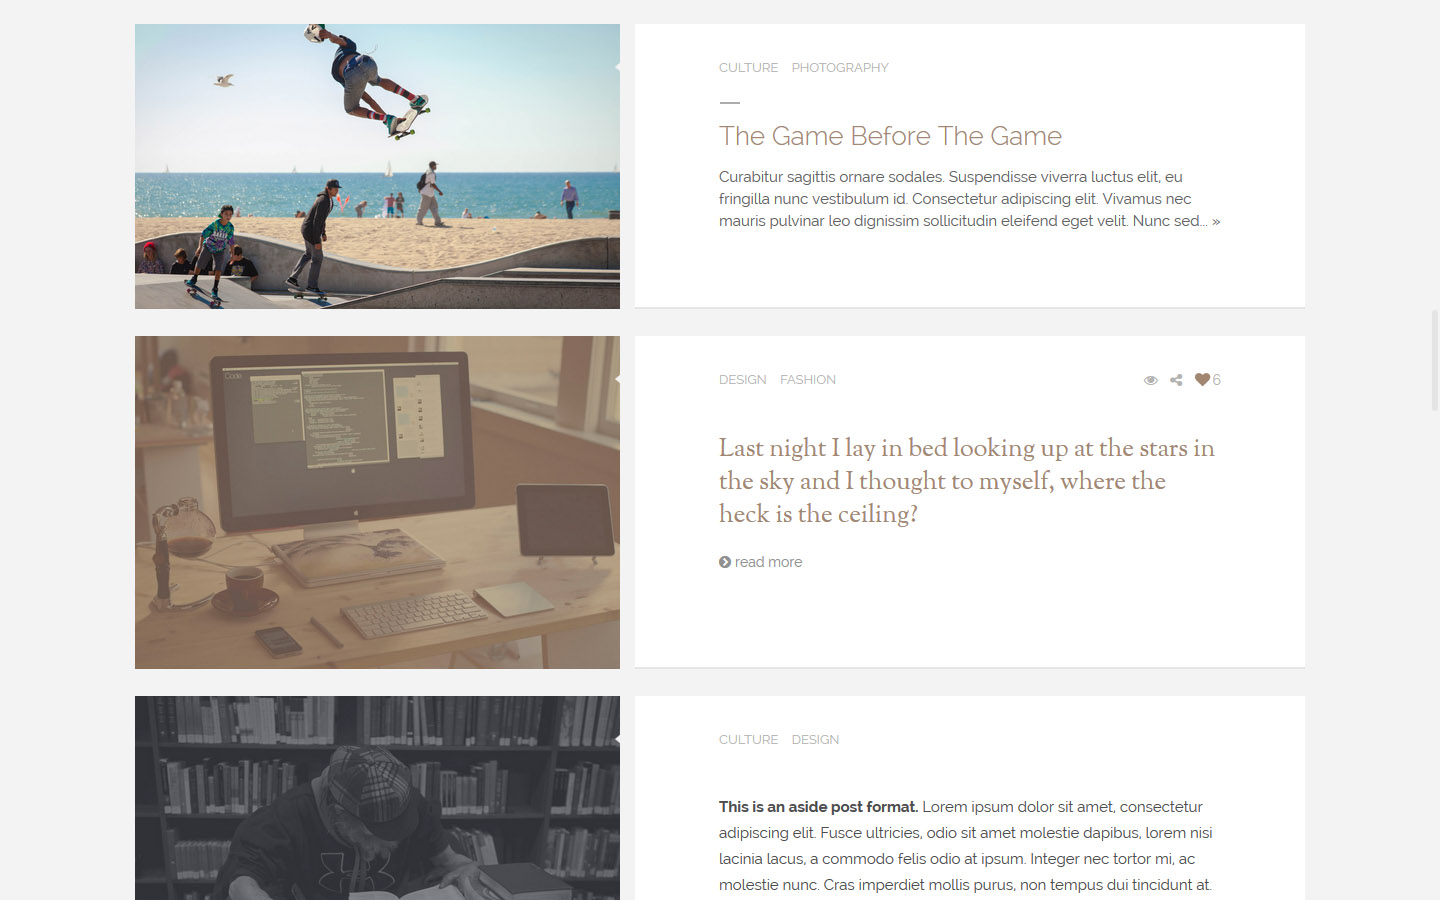 CULTURE PHOTOGRAPHY
The Game Before The Game
Curabitur sagittis ornare sodales. Suspendisse viverra luctus elit, eu
fringilla nunc vestibulum id. Consectetur adipiscing elit. Vivamus nec
mauris pulvinar leo dignissim sollicitudin eleifend eget velit. Nunc sed... »
Code
DESIGN FASHION
6
Last night I lay in bed looking up at the stars in
the sky and I thought to myself, where the
heck is the ceiling?
read more
CULTURE DESIGN
This is an aside post format. Lorem ipsum dolor sit amet, consectetur
adipiscing elit. Fusce ultricies, odio sit amet molestie dapibus, lorem nisi
lacinia lacus, a commodo felis odio at ipsum. Integer nec tortor mi, ac
molestie nunc. Cras imperdiet mollis purus, non tempus dui tincidunt at.